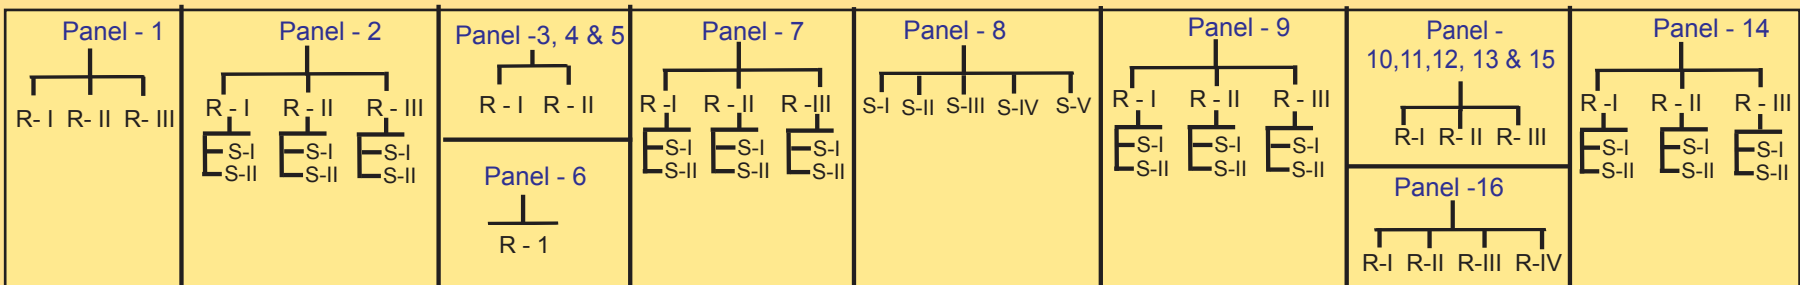 Panel - 1
R- I R- II R- III
Panel - 2
R - I R - II R - III
S-I S-I S-I
S-II S-II S-II
Panel -3, 4 & 5
R - I R - II
Panel - 6
R - 1
Panel - 7
R -I R - II R -III
S-I S-I S-I
S-II S-II S-II
Panel - 8
S-I S-II S-III S-IV S-V
Panel - 9
R - I R - II R - III
S-I S-I S-I
S-II S-II S-II
Panel -
10,11,12, 13 & 15
R-I R- II R- III
Panel -16
R-I R-II R-III R-IV
Panel - 14
R -I R - II R - III
S-I S-I S-I
S-II S-II S-II